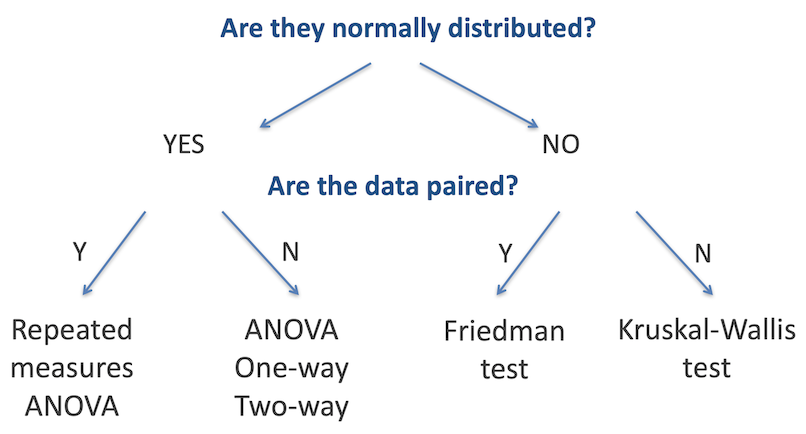 Are they normally distributed?
YES
NO
Are the data paired?
Y
N
Y
N
Repeated
measures
ANOVA
ANOVA
One-way
Two-way
Friedman
test
Kruskal-Wallis
test